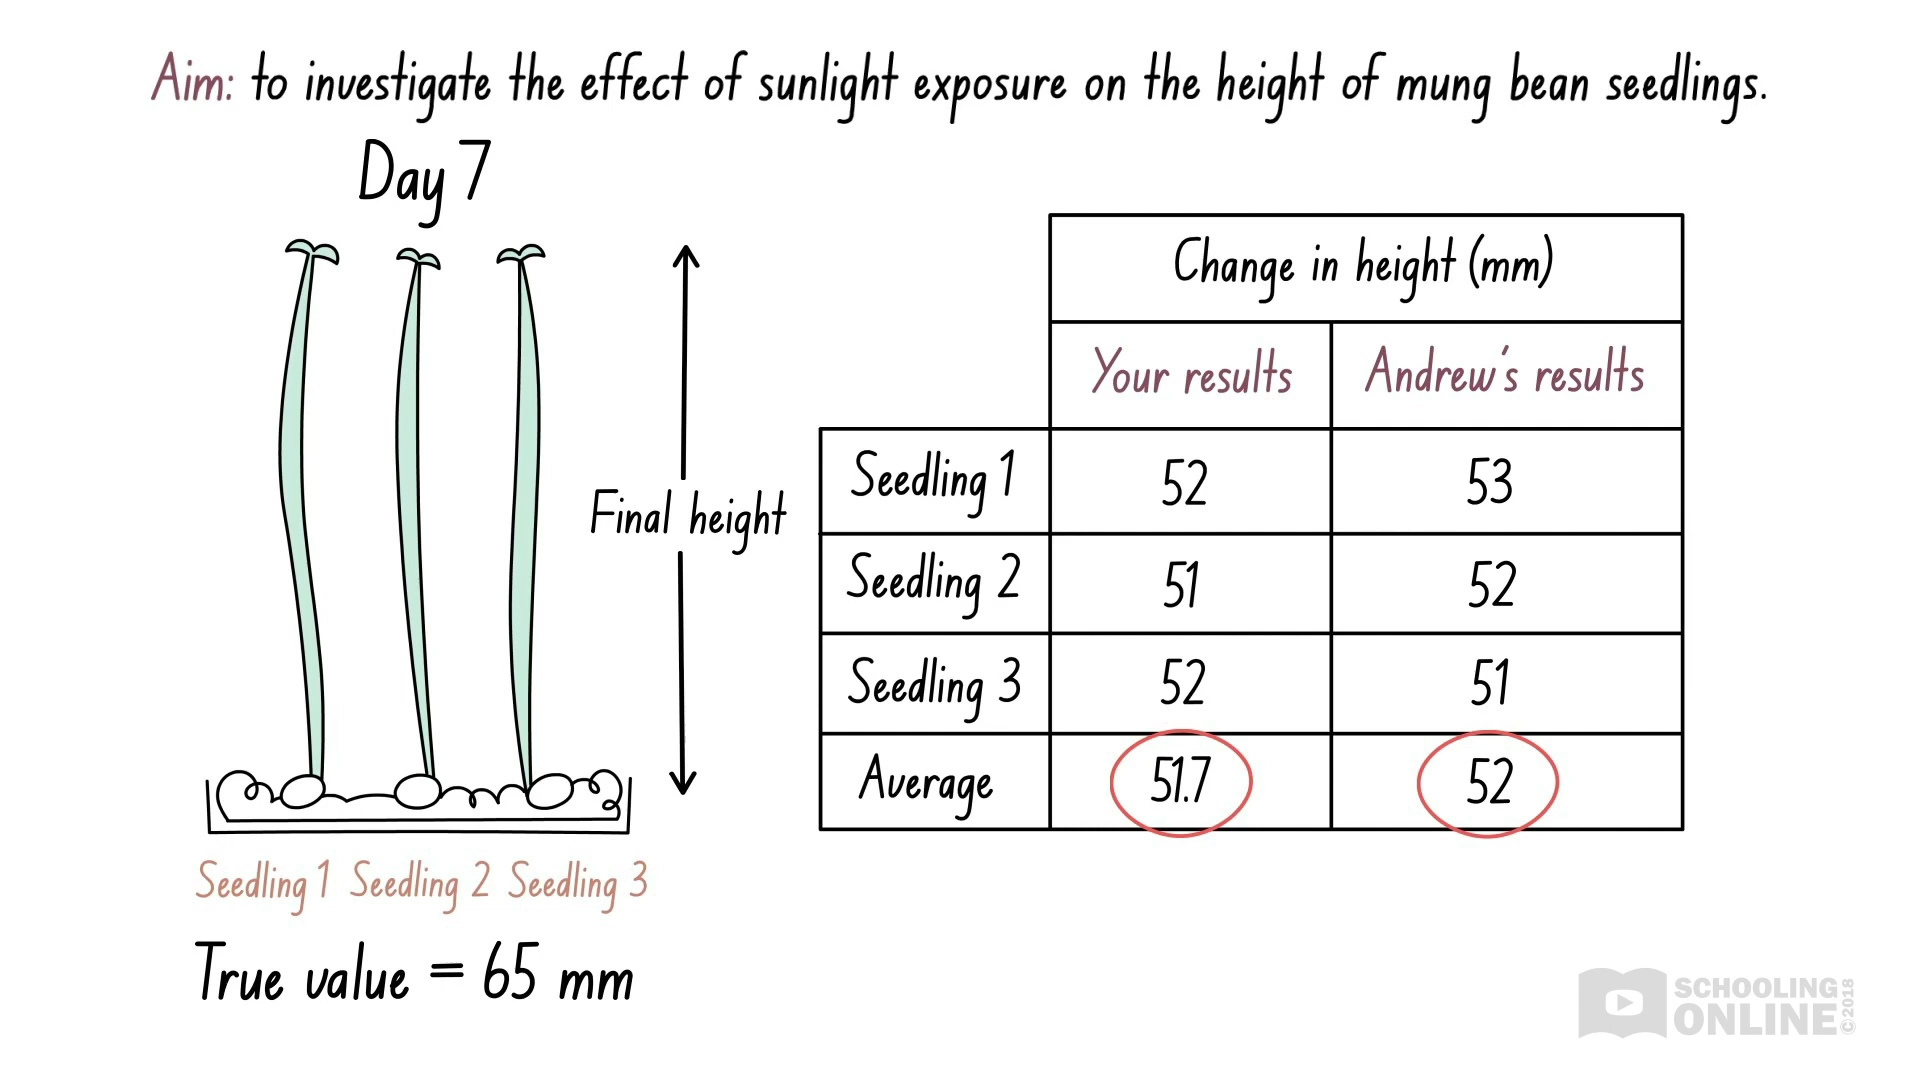 Aim: to investigate the effect of sunlight exposure on the height of mung bean seedlings.
Day 7
Final height
Seedling 1 Seedling 2 Seedling 3
True value = 65 mm
Change in height (mm)
Your results Andrew's results
Seedling 1 52 53
Seedling 2 51 52
Seedling 3 52 51
Average 51.7 52
SCHOOLING
ONLINE
©2018